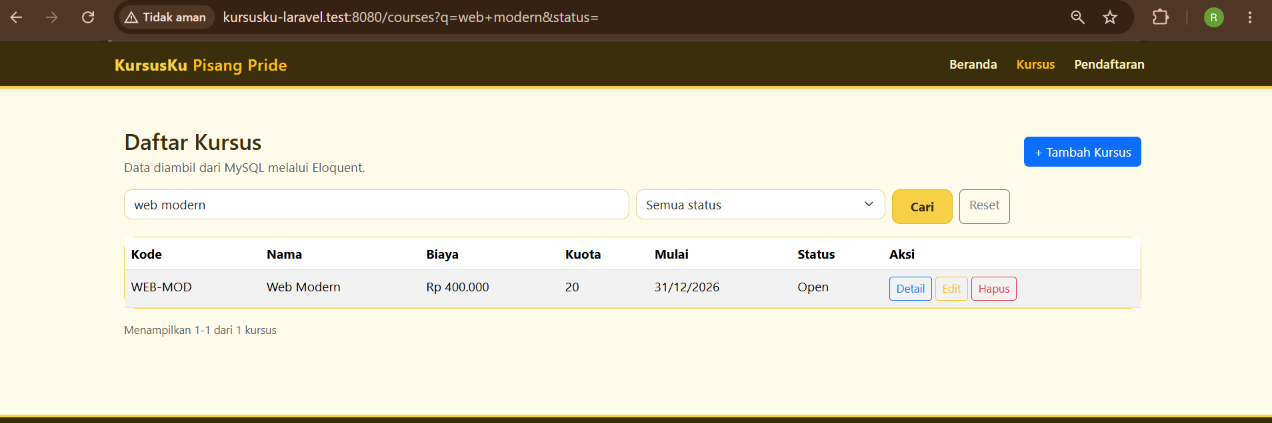 Tidak aman kursusku-laravel.test:8080/courses?q=web+modern&status=
R
KursusKu Pisang Pride Beranda Kursus Pendaftaran
Daftar Kursus
Data diambil dari MySQL melalui Eloquent.
+ Tambah Kursus
web modern Semua status Cari Reset
Kode Nama Biaya Kuota Mulai Status Aksi
WEB-MOD Web Modern Rp 400.000 20 31/12/2026 Open Detail Edit Hapus
Menampilkan 1-1 dari 1 kursus